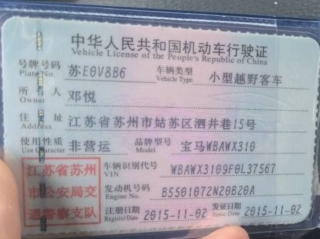 中华人民共和国机动车行驶证
Vehicle License of the People's Republic of China
号牌号码 Plate No. 苏E0V8B6 车辆类型 Vehicle Type 小型越野客车
所有人 Owner 邓悦
住址 Address 江苏省苏州市姑苏区泗井巷15号
使用性质 Use 非营运 品牌型号 Model 宝马WBAWX310
江苏省苏州市公安局交通警察支队
车辆识别代号 VIN WBAWX3109F0L37567
发动机号码 Engine No. B5501072N20B20A
注册日期 Register Date 2015-11-02 发证日期 Issue Date 2015-11-02